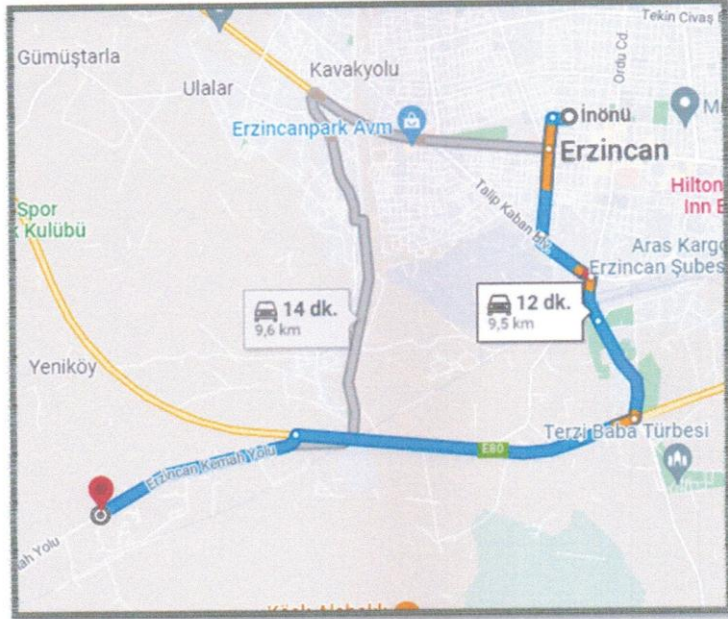 Tekin Civaş
Gümüştarla
Ordu Cd.
Kavakyolu
Ulalar
İnönü
Erzincanpark Avm
Erzincan
Hilton
Inn
Spor
Kulübü
Talip Kaban Blv.
Aras Kargo
Erzincan Şubes
14 dk.
9,6 km
12 dk.
9,5 km
Yeniköy
Terzi Baba Türbesi
E80
Erzincan Kemah Yolu
ah Yolu